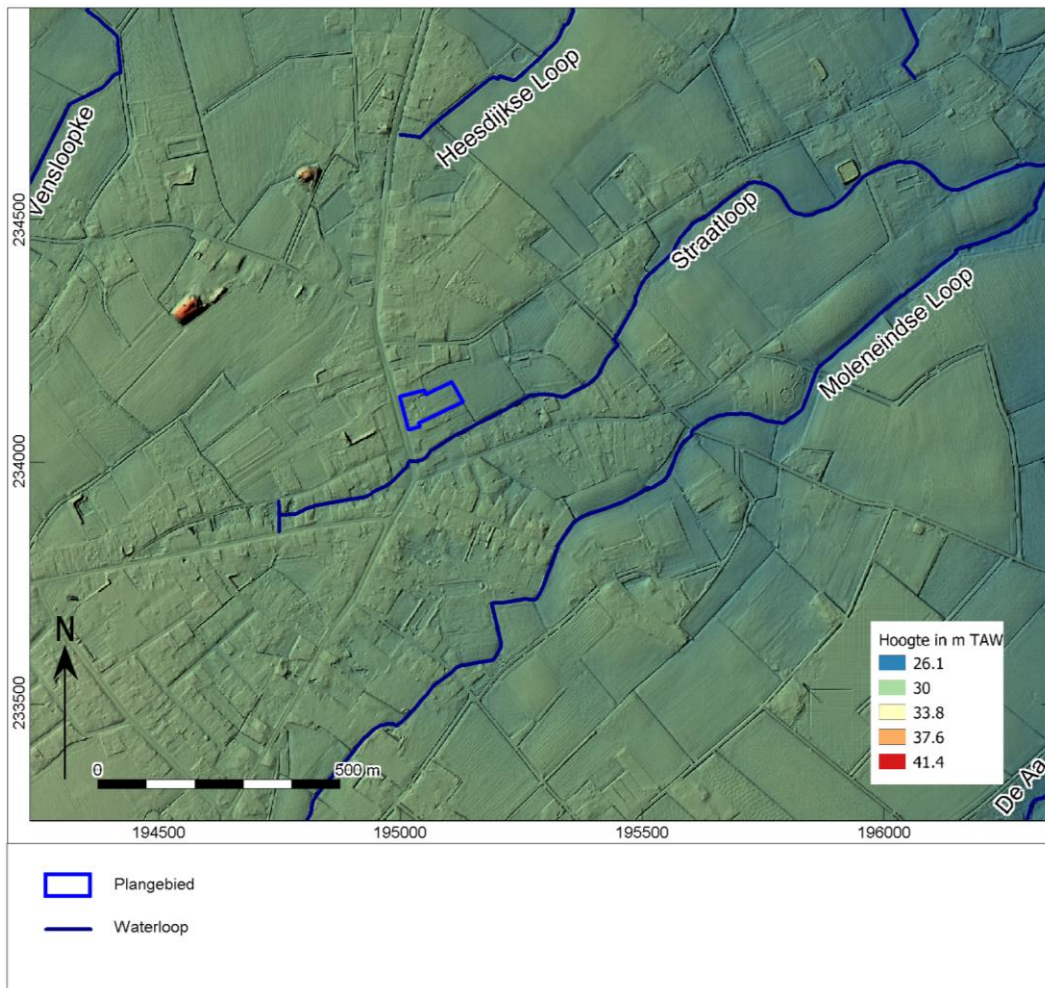 Vensloopke
Heesdijkse Loop
Straatloop
Moleneindse Loop
De Aa
234500
234000
233500
N
0
500 m
Hoogte in m TAW
26.1
30
33.8
37.6
41.4
194500
195000
195500
196000
Plangebied
Waterloop